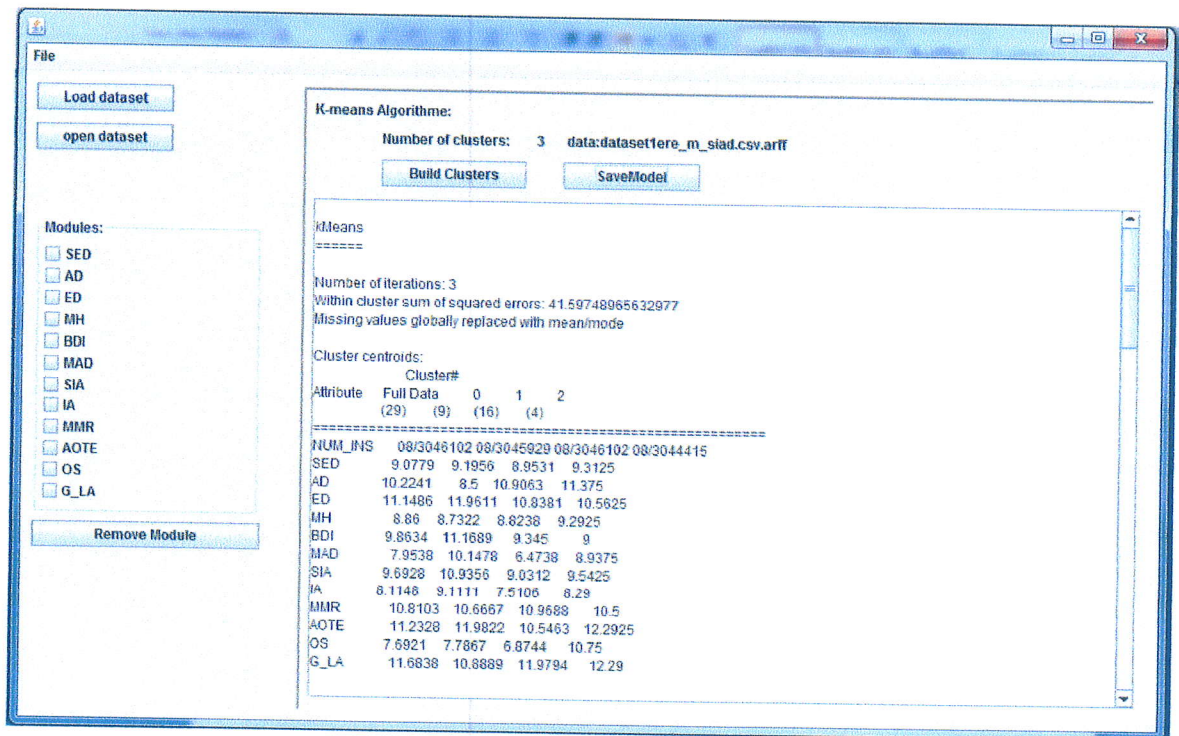 File
Load dataset
open dataset
Modules:
SED
AD
ED
MH
BDI
MAD
SIA
IA
MMR
AOTE
OS
G_LA
Remove Module
K-means Algorithme:
Number of clusters: 3 data:dataset1ere_m_siad.csv.arff
Build Clusters SaveModel
kMeans
======
Number of iterations: 3
Within cluster sum of squared errors: 41.59748965632977
Missing values globally replaced with mean/mode
Cluster centroids:
Cluster#
Attribute Full Data 0 1 2
(29) (9) (16) (4)
==================================================================
NUM_INS 08/3046102 08/3045929 08/3046102 08/3044415
SED 9.0779 9.1956 8.9531 9.3125
AD 10.2241 8.5 10.9063 11.375
ED 11.1486 11.9611 10.8381 10.5625
MH 8.86 8.7322 8.8238 9.2925
BDI 9.8634 11.1689 9.345 9
MAD 7.9538 10.1478 6.4738 8.9375
SIA 9.6928 10.9356 9.0312 9.5425
IA 8.1148 9.1111 7.5106 8.29
MMR 10.8103 10.6667 10.9688 10.5
AOTE 11.2328 11.9822 10.5463 12.2925
OS 7.6921 7.7867 6.8744 10.75
G_LA 11.6838 10.8889 11.9794 12.29